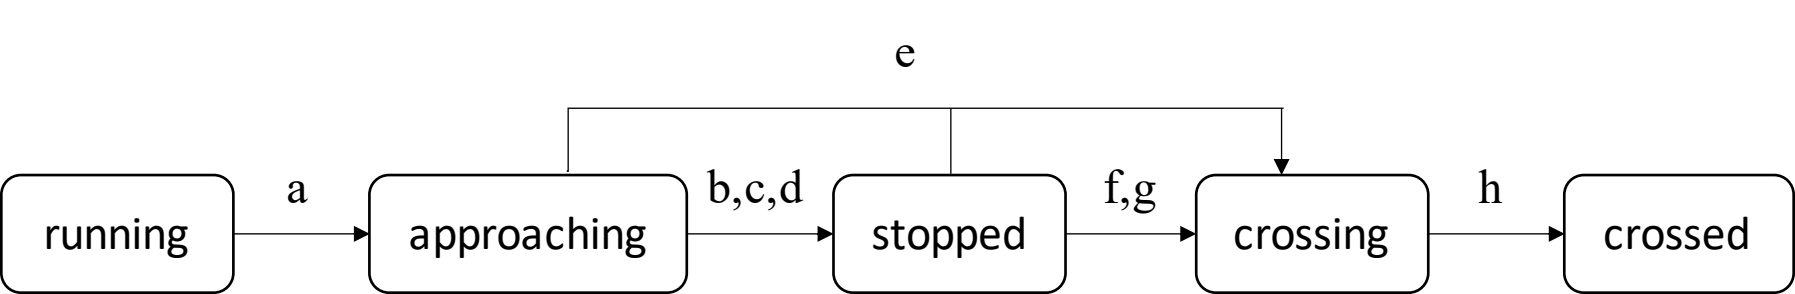 e
a
b,c,d
f,g
h
running
approaching
stopped
crossing
crossed